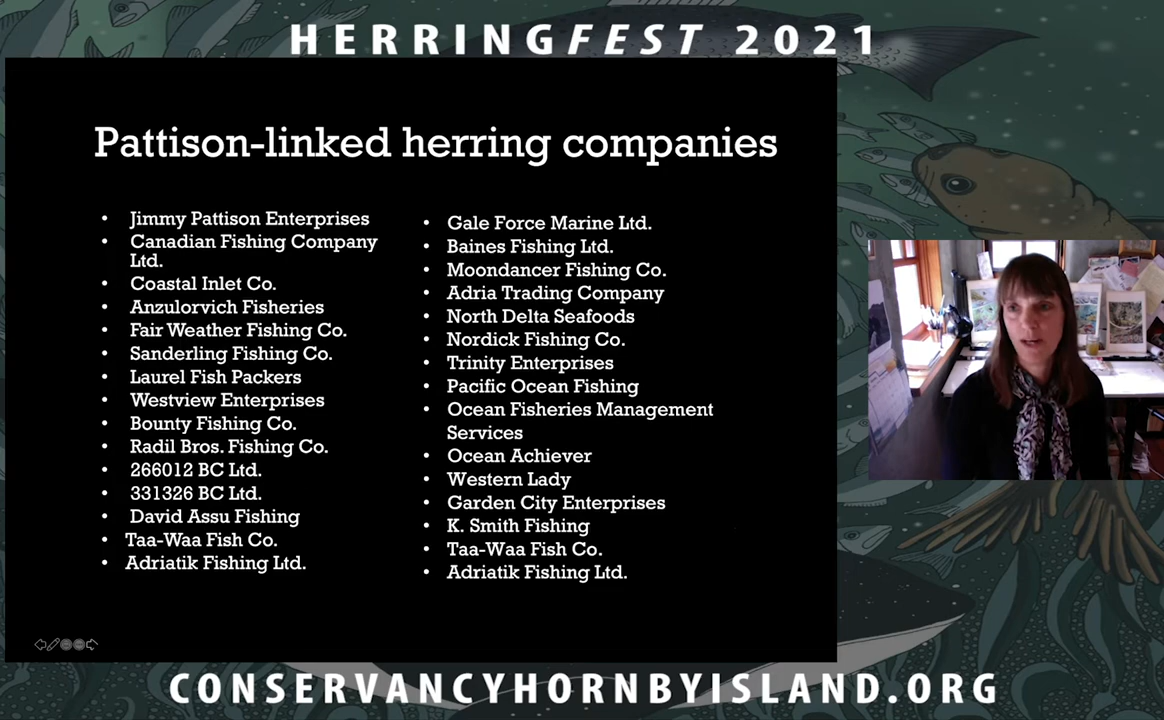 HERRINGFEST 2021
Pattison-linked herring companies
• Jimmy Pattison Enterprises
• Canadian Fishing Company
Ltd.
• Coastal Inlet Co.
• Anzulorvich Fisheries
• Fair Weather Fishing Co.
• Sanderling Fishing Co.
• Laurel Fish Packers
• Westview Enterprises
• Bounty Fishing Co.
• Radil Bros. Fishing Co.
• 266012 BC Ltd.
• 331326 BC Ltd.
• David Assu Fishing
• Taa-Waa Fish Co.
• Adriatik Fishing Ltd.
• Gale Force Marine Ltd.
• Baines Fishing Ltd.
• Moondancer Fishing Co.
• Adria Trading Company
• North Delta Seafoods
• Nordick Fishing Co.
• Trinity Enterprises
• Pacific Ocean Fishing
• Ocean Fisheries Management
Services
• Ocean Achiever
• Western Lady
• Garden City Enterprises
• K. Smith Fishing
• Taa-Waa Fish Co.
• Adriatik Fishing Ltd.
CONSERVANCYHORNBYISLAND.ORG